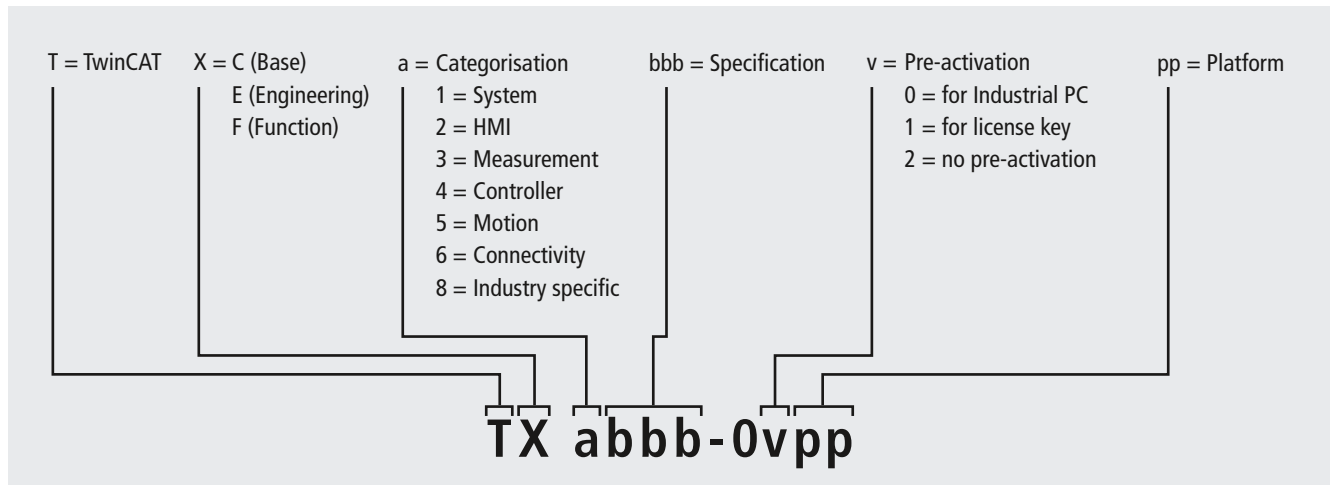 T = TwinCAT X = C (Base) a = Categorisation bbb = Specification v = Pre-activation pp = Platform
E (Engineering) 1 = System 0 = for Industrial PC
F (Function) 2 = HMI 1 = for license key
3 = Measurement 2 = no pre-activation
4 = Controller
5 = Motion
6 = Connectivity
8 = Industry specific
TX abbb-0vpp